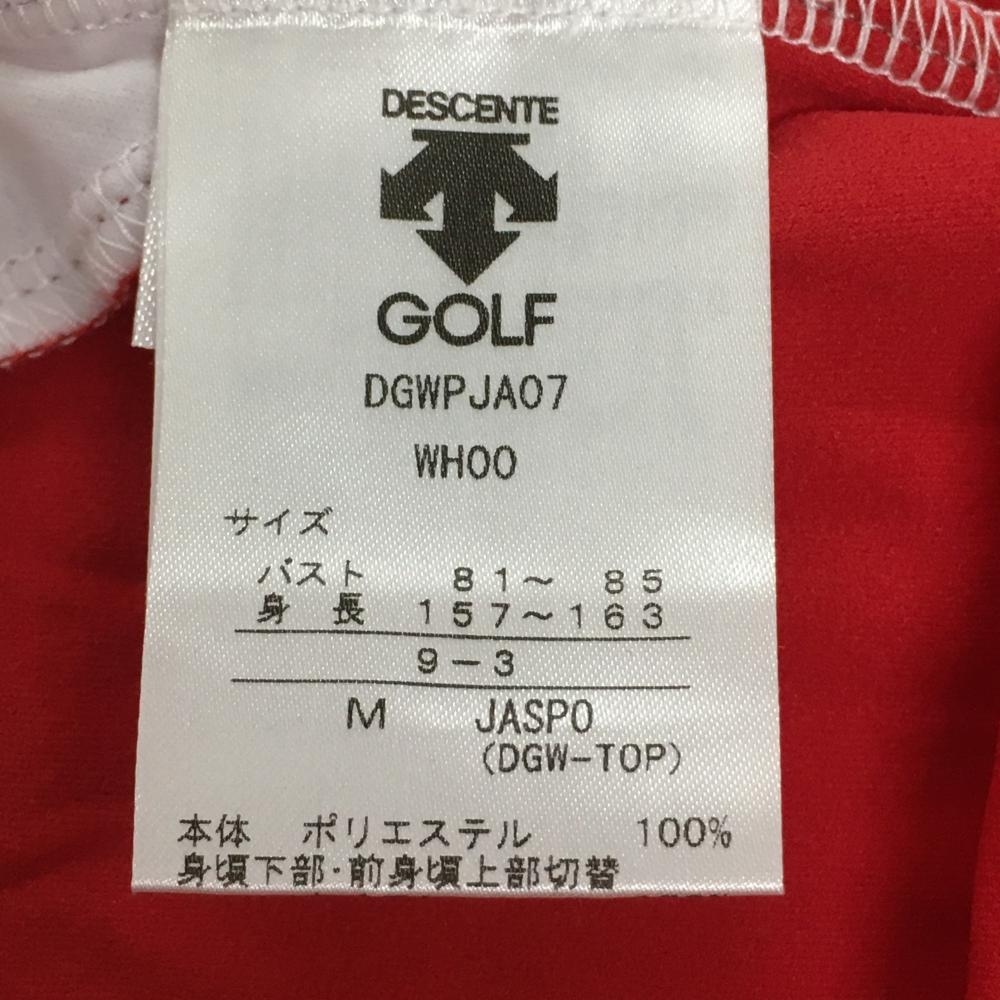 DESCENTE
GOLF
DGWPJA07
WH00
サイズ
バスト 81～ 85
身 長 157～163
9－3
M JASPO
(DGW-TOP)
本体 ポリエステル 100%
身頃下部・前身頃上部切替